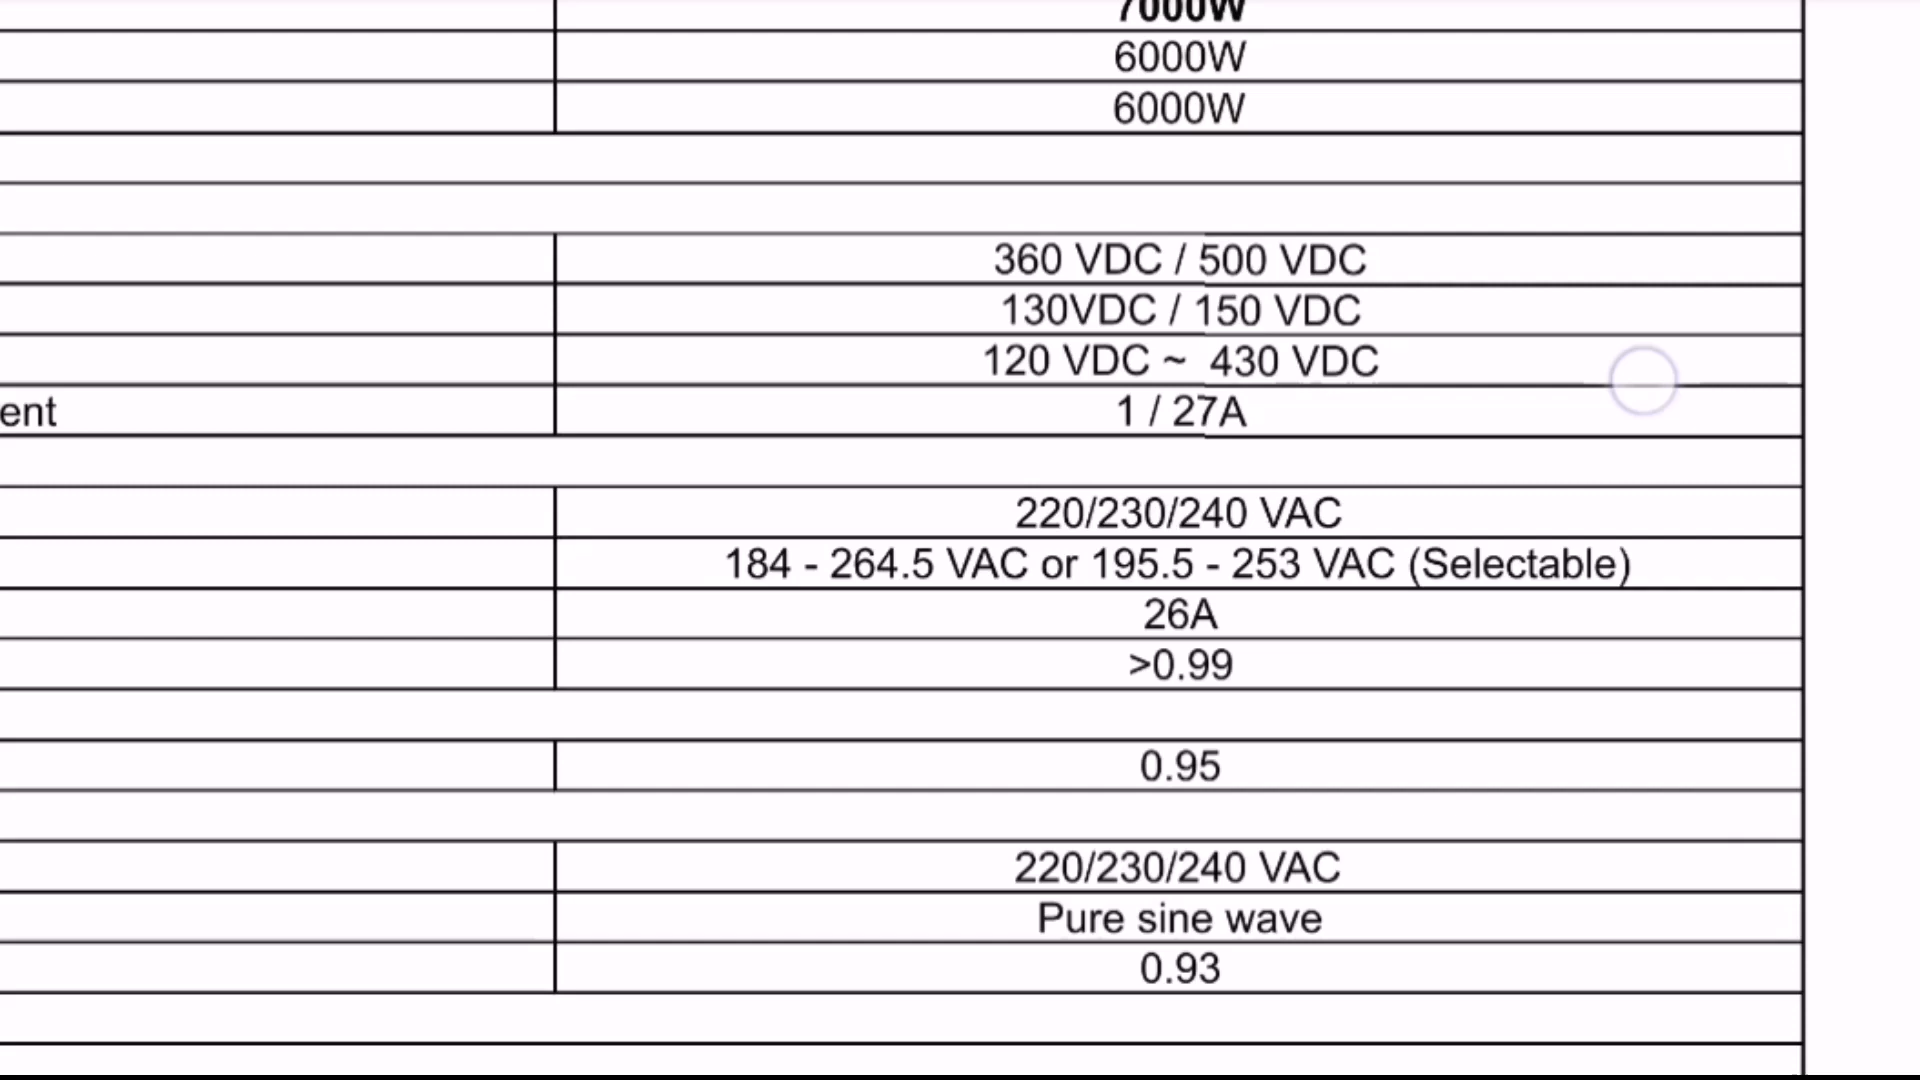 7000W
6000W
6000W
360 VDC / 500 VDC
130VDC / 150 VDC
120 VDC ~ 430 VDC
ent
1 / 27A
220/230/240 VAC
184 - 264.5 VAC or 195.5 - 253 VAC (Selectable)
26A
>0.99
0.95
220/230/240 VAC
Pure sine wave
0.93